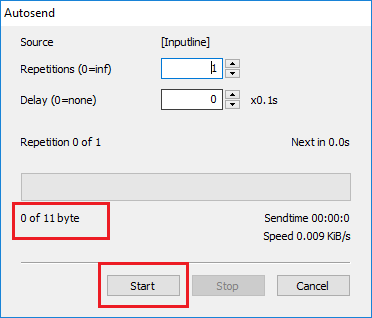 Autosend
Source [Inputline]
Repetitions (0=inf) 1
Delay (0=none) 0 x0.1s
Repetition 0 of 1 Next in 0.0s
0 of 11 byte Sendtime 00:00:0
Speed 0.009 KiB/s
Start Stop Cancel